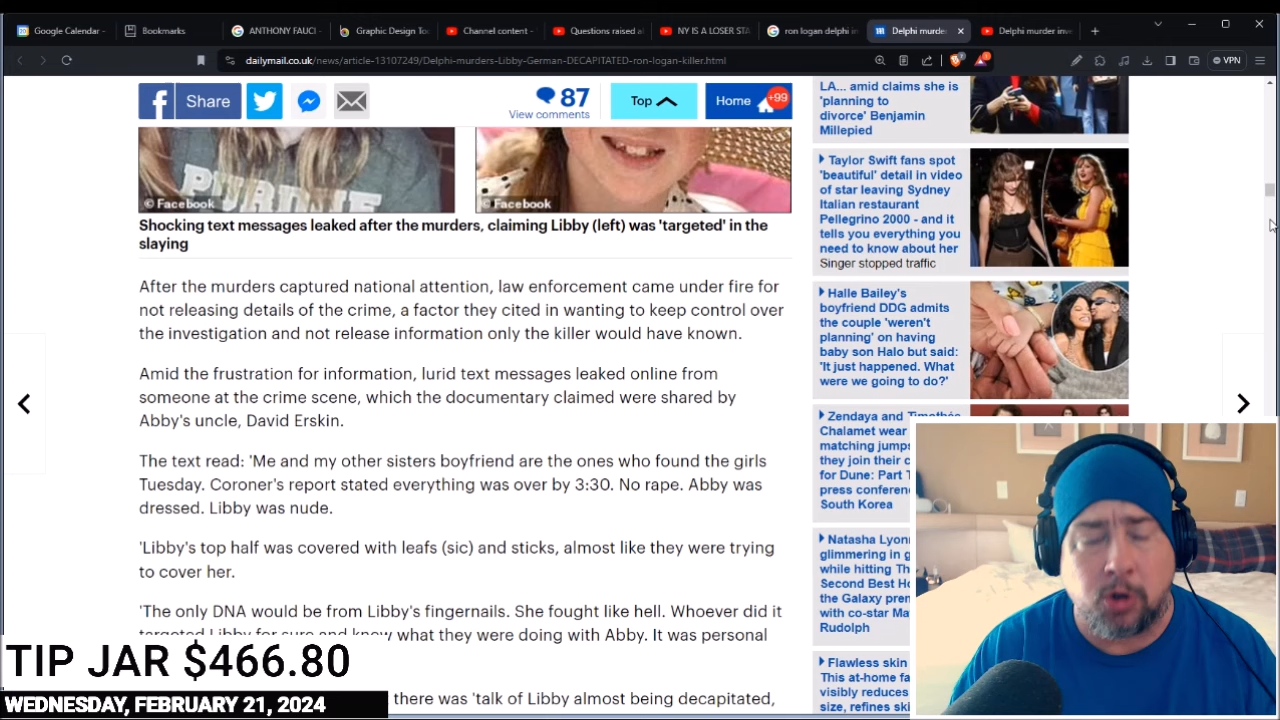 Google Calendar -
Bookmarks
ANTHONY FAUCI -
Graphic Design To
Channel content -
Questions raised a
NY IS A LOSER STA
ron logan delphi in
Delphi murde
Delphi murder inve
dailymail.co.uk/news/article-13107249/Delphi-murders-Libby-German-DECAPITATED-ron-logan-killer.html
VPN
Share
87
View comments
Top
Home
+99
PURDUE
© Facebook
© Facebook
Shocking text messages leaked after the murders, claiming Libby (left) was 'targeted' in the
slaying
After the murders captured national attention, law enforcement came under fire for
not releasing details of the crime, a factor they cited in wanting to keep control over
the investigation and not release information only the killer would have known.
Amid the frustration for information, lurid text messages leaked online from
someone at the crime scene, which the documentary claimed were shared by
Abby's uncle, David Erskin.
The text read: 'Me and my other sisters boyfriend are the ones who found the girls
Tuesday. Coroner's report stated everything was over by 3:30. No rape. Abby was
dressed. Libby was nude.
'Libby's top half was covered with leafs (sic) and sticks, almost like they were trying
to cover her.
'The only DNA would be from Libby's fingernails. She fought like hell. Whoever did it
targeted Libby for sure and knew what they were doing with Abby. It was personal
there was 'talk of Libby almost being decapitated,
LA... amid claims she is
'planning to
divorce' Benjamin
Millepied
Taylor Swift fans spot
'beautiful' detail in video
of star leaving Sydney
Italian restaurant
Pellegrino 2000 - and it
tells you everything you
need to know about her
Singer stopped traffic
Halle Bailey's
boyfriend DDG admits
the couple 'weren't
planning' on having
baby son Halo but said:
'It just happened. What
were we going to do?'
Zendaya and Timothée
Chalamet wear
matching jumps
they join their c
for Dune: Part T
press conferenc
South Korea
Natasha Lyonn
glimmering in g
while hitting Th
Second Best Ho
the Galaxy prem
with co-star Ma
Rudolph
Flawless skin
This at-home fa
visibly reduces
size, refines ski
TIP JAR $466.80
WEDNESDAY, FEBRUARY 21, 2024